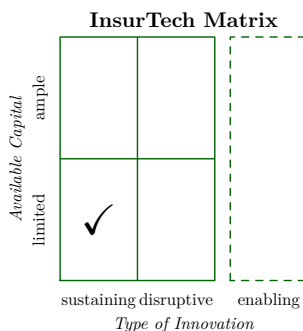 InsurTech Matrix
Available Capital
ample
limited
sustaining disruptive enabling
Type of Innovation